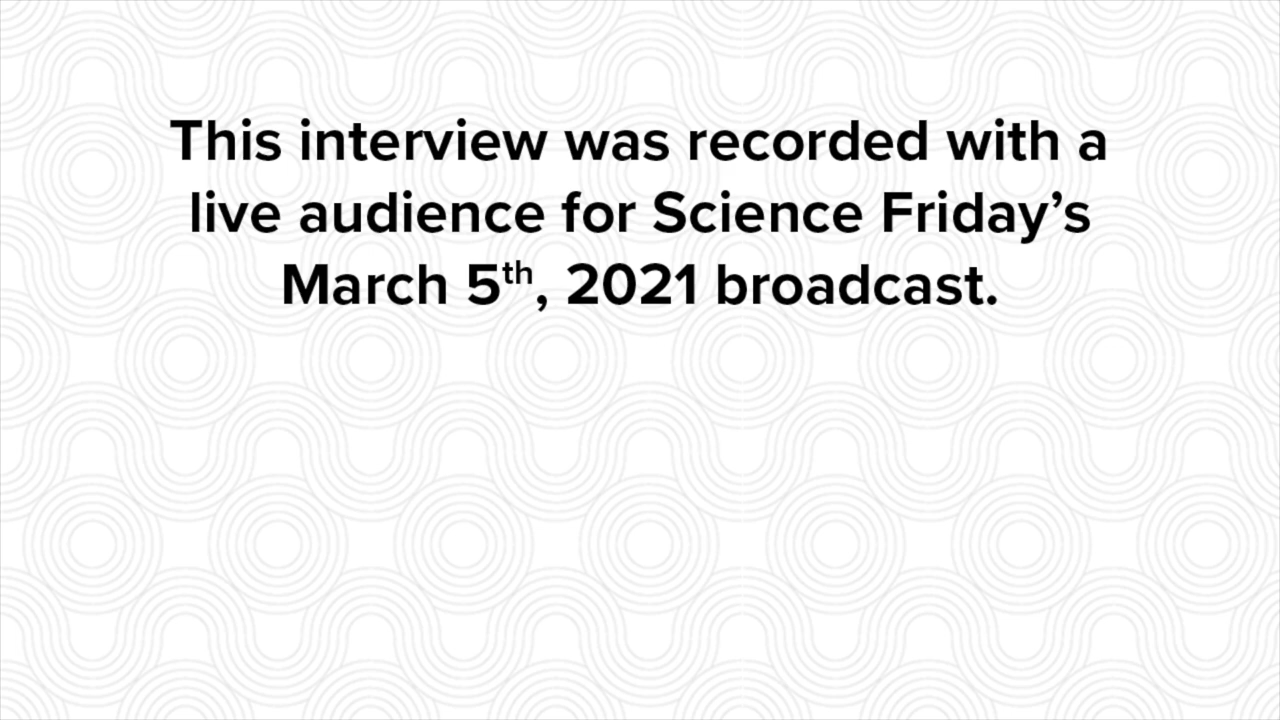 This interview was recorded with a
live audience for Science Friday’s
March 5th, 2021 broadcast.